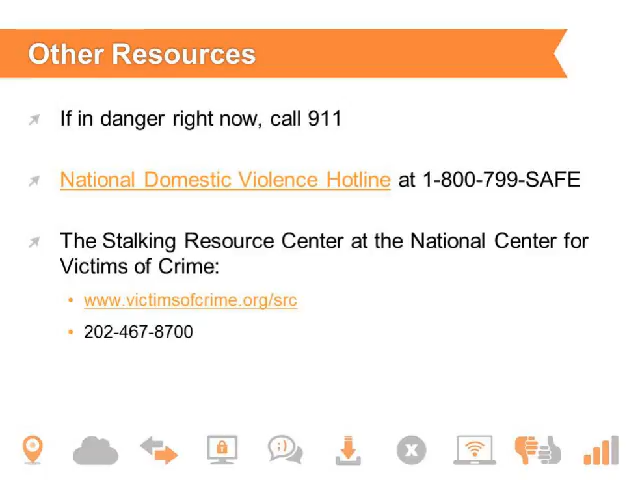 Other Resources
If in danger right now, call 911
National Domestic Violence Hotline at 1-800-799-SAFE
The Stalking Resource Center at the National Center for
Victims of Crime:
www.victimsofcrime.org/src
202-467-8700
:)
x